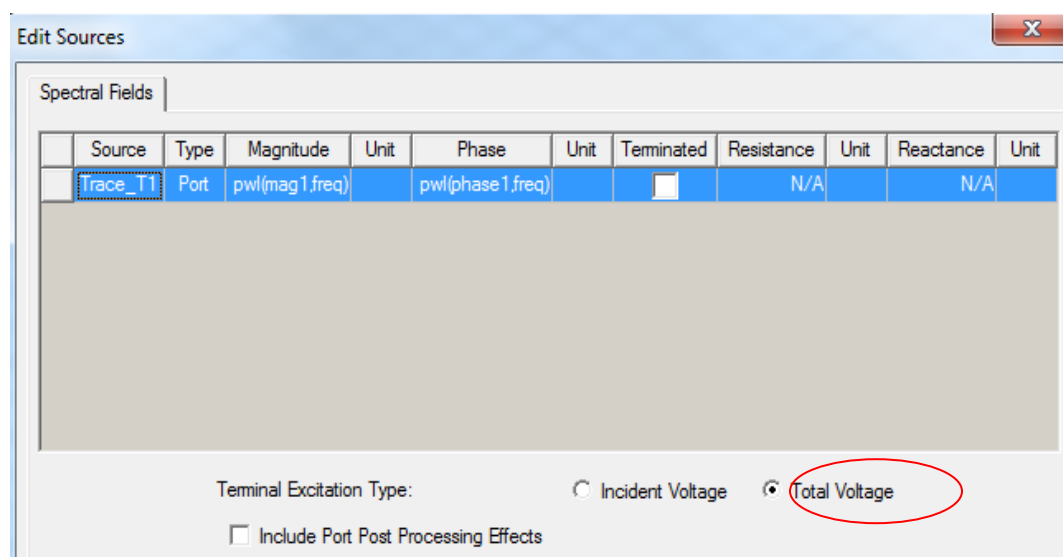 Edit Sources
Spectral Fields
Source Type Magnitude Unit Phase Unit Terminated Resistance Unit Reactance Unit
Trace_T1 Port pwl(mag1,freq) pwl(phase1,freq) N/A N/A
Terminal Excitation Type: Incident Voltage Total Voltage
Include Port Post Processing Effects